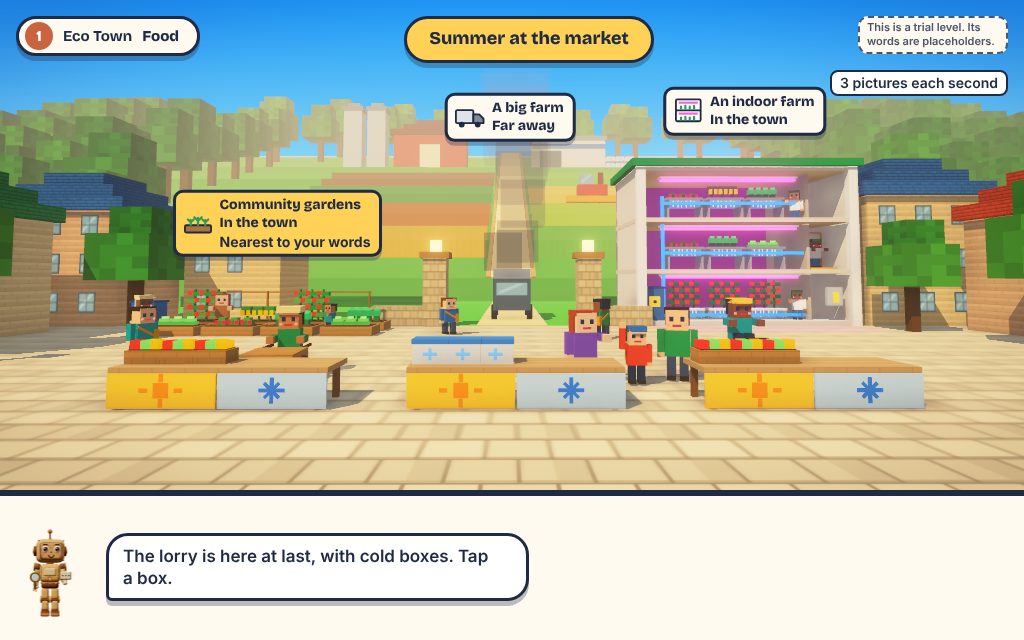 1 Eco Town Food
Summer at the market
This is a trial level. Its
words are placeholders.
3 pictures each second
A big farm
Far away
An indoor farm
In the town
Community gardens
In the town
Nearest to your words
The lorry is here at last, with cold boxes. Tap
a box.